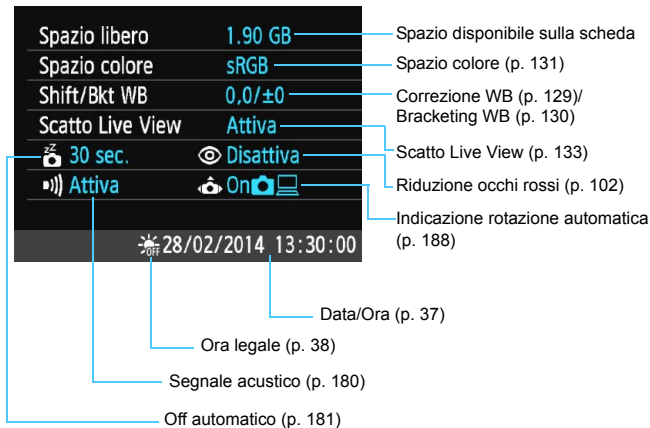 Spazio libero 1.90 GB
Spazio disponibile sulla scheda
Spazio colore sRGB
Spazio colore (p. 131)
Shift/Bkt WB 0,0/±0
Correzione WB (p. 129)/
Bracketing WB (p. 130)
Scatto Live View Attiva
Scatto Live View (p. 133)
zZ 30 sec. Disattiva
Riduzione occhi rossi (p. 102)
Attiva On
Indicazione rotazione automatica
(p. 188)
OFF 28/02/2014 13:30:00
Data/Ora (p. 37)
Ora legale (p. 38)
Segnale acustico (p. 180)
Off automatico (p. 181)